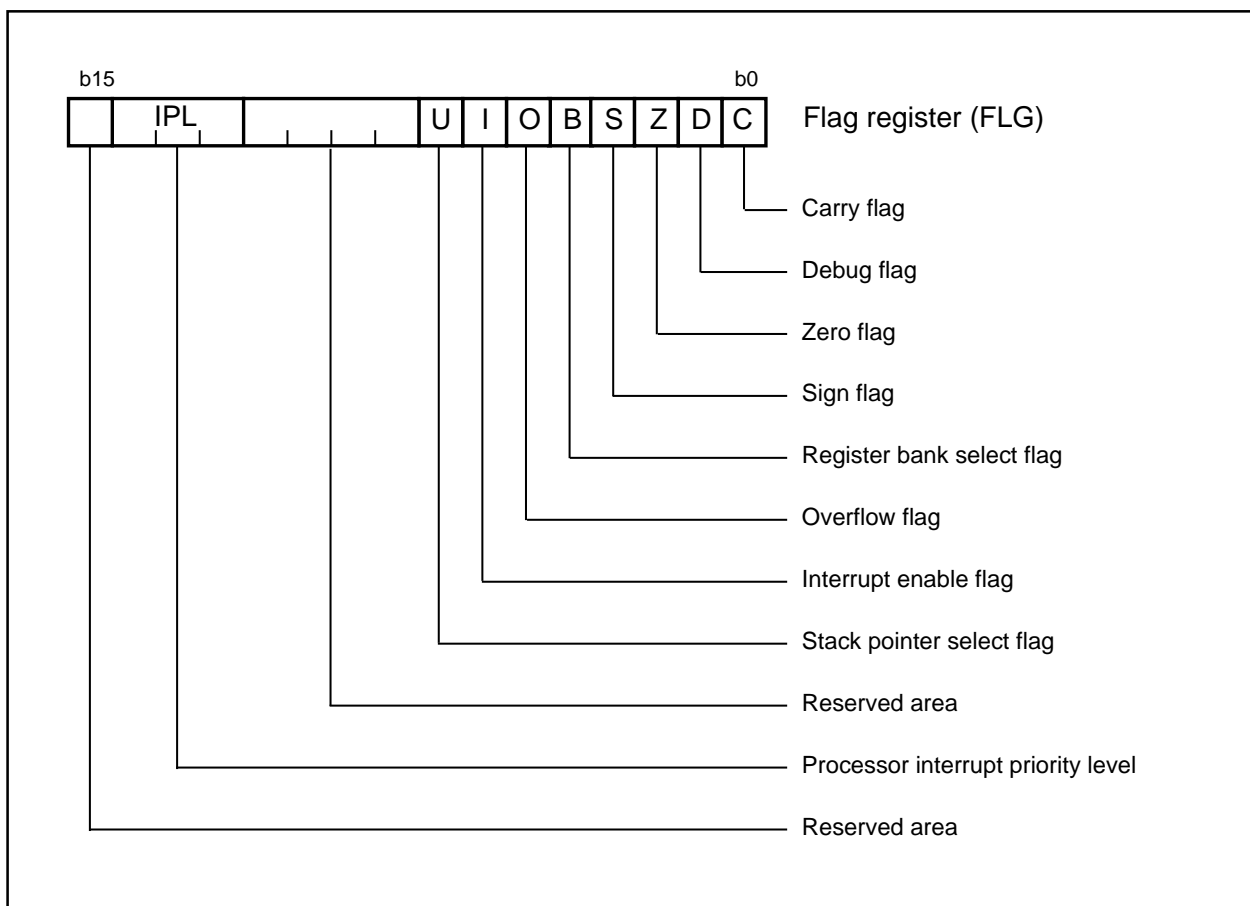 b15 b0
IPL U I O B S Z D C Flag register (FLG)
Carry flag
Debug flag
Zero flag
Sign flag
Register bank select flag
Overflow flag
Interrupt enable flag
Stack pointer select flag
Reserved area
Processor interrupt priority level
Reserved area